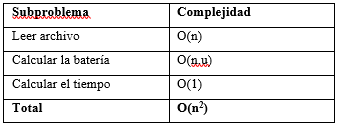 Subproblema Complejidad
Leer archivo O(n)
Calcular la batería O(n.u)
Calcular el tiempo O(1)
Total O(n²)